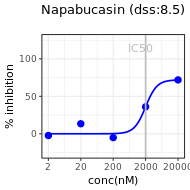 Napabucasin (dss:8.5)
IC50
100
50
0
% inhibition
2 20 200 2000 20000
conc(nM)